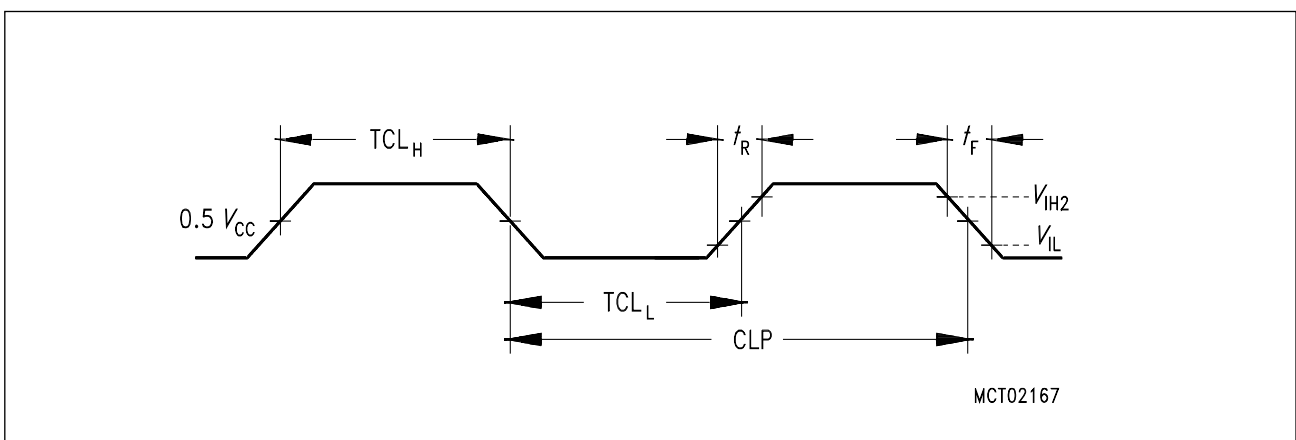 TCL_H
t_R
t_F
0.5 V_CC
V_IH2
V_IL
TCL_L
CLP
MCT02167